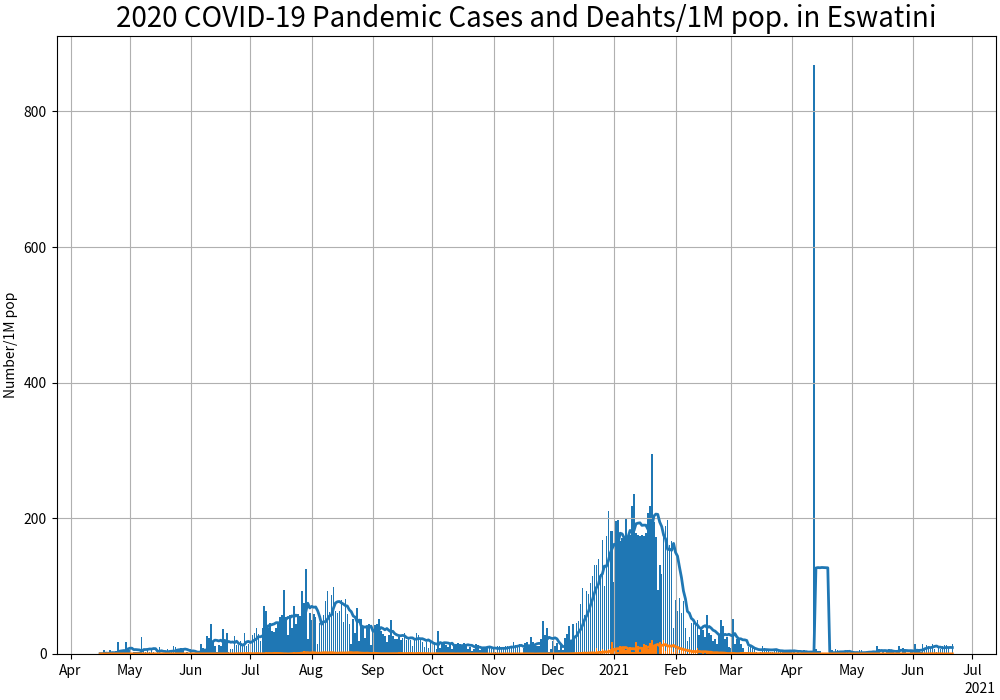 2020 COVID-19 Pandemic Cases and Deahts/1M pop. in Eswatini
Number/1M pop
800
600
400
200
0
Apr May Jun Jul Aug Sep Oct Nov Dec 2021 Feb Mar Apr May Jun Jul
2021